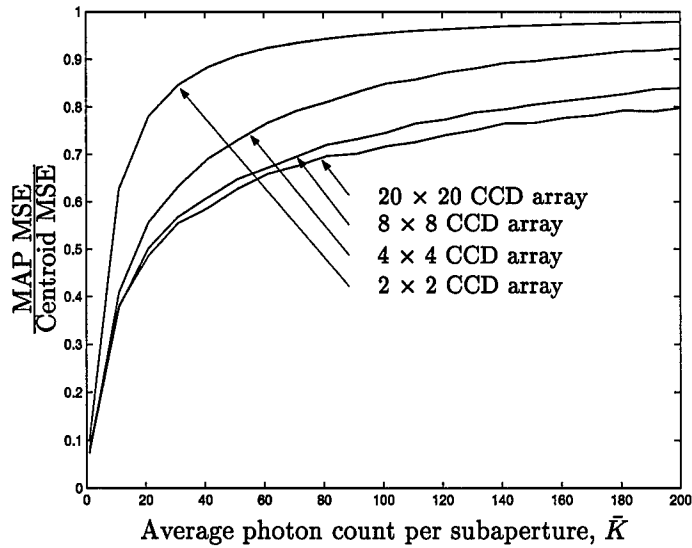 1
0.9
0.8
0.7
0.6
0.5
0.4
0.3
0.2
0.1
0
MAP MSE
Centroid MSE
20 × 20 CCD array
8 × 8 CCD array
4 × 4 CCD array
2 × 2 CCD array
0 20 40 60 80 100 120 140 160 180 200
Average photon count per subaperture, K̄